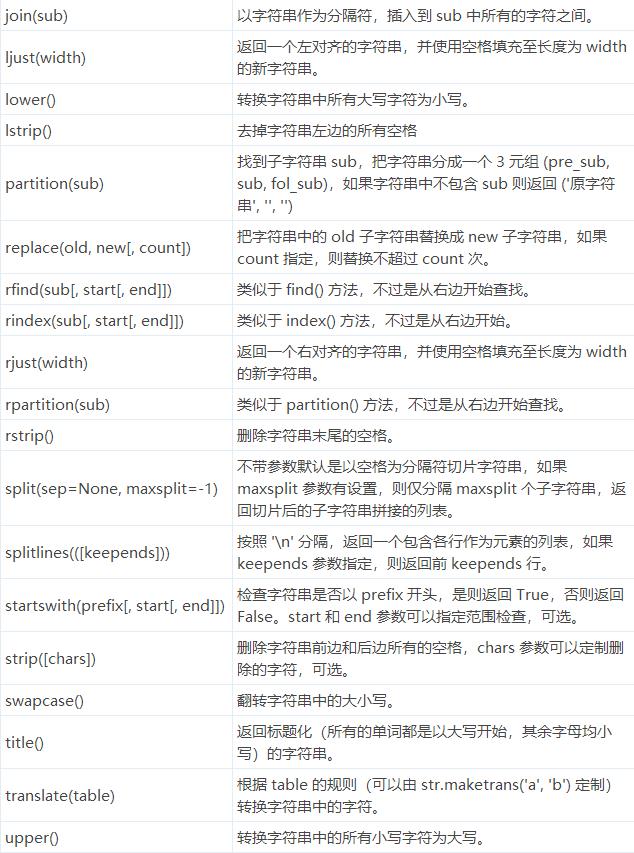 join(sub)
以字符串作为分隔符，插入到 sub 中所有的字符之间。
ljust(width)
返回一个左对齐的字符串，并使用空格填充至长度为 width
的新字符串。
lower()
转换字符串中所有大写字符为小写。
lstrip()
去掉字符串左边的所有空格
partition(sub)
找到子字符串 sub，把字符串分成一个 3 元组 (pre_sub,
sub, fol_sub)，如果字符串中不包含 sub 则返回 ('原字符
串', '', '')
replace(old, new[, count])
把字符串中的 old 子字符串替换成 new 子字符串，如果
count 指定，则替换不超过 count 次。
rfind(sub[, start[, end]])
类似于 find() 方法，不过是从右边开始查找。
rindex(sub[, start[, end]])
类似于 index() 方法，不过是从右边开始。
rjust(width)
返回一个右对齐的字符串，并使用空格填充至长度为 width
的新字符串。
rpartition(sub)
类似于 partition() 方法，不过是从右边开始查找。
rstrip()
删除字符串末尾的空格。
split(sep=None, maxsplit=-1)
不带参数默认是以空格为分隔符切片字符串，如果
maxsplit 参数有设置，则仅分隔 maxsplit 个子字符串，返
回切片后的子字符串拼接的列表。
splitlines(([keepends]))
按照 '\n' 分隔，返回一个包含各行作为元素的列表，如果
keepends 参数指定，则返回前 keepends 行。
startswith(prefix[, start[, end]])
检查字符串是否以 prefix 开头，是则返回 True，否则返回
False。start 和 end 参数可以指定范围检查，可选。
strip([chars])
删除字符串前边和后边所有的空格，chars 参数可以定制删
除的字符，可选。
swapcase()
翻转字符串中的大小写。
title()
返回标题化（所有的单词都是以大写开始，其余字母均小
写）的字符串。
translate(table)
根据 table 的规则（可以由 str.maketrans('a', 'b') 定制）
转换字符串中的字符。
upper()
转换字符串中的所有小写字符为大写。